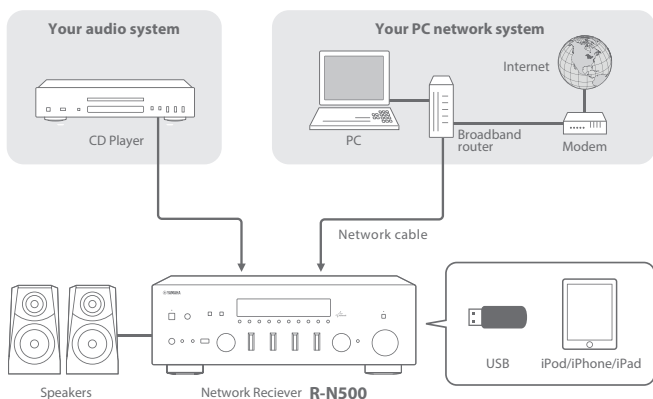 Your audio system
Your PC network system
Internet
CD Player
PC
Broadband
router
Modem
Network cable
YAMAHA
USB
iPod/iPhone/iPad
Speakers
Network Reciever R-N500